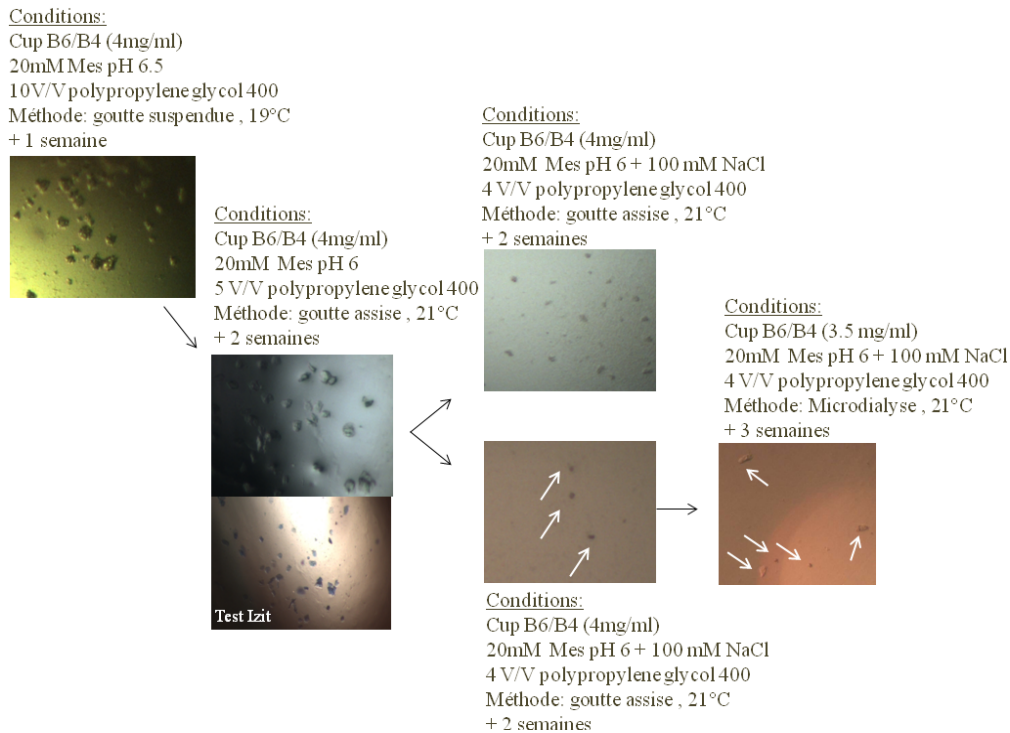 Conditions:
Cup B6/B4 (4mg/ml)
20mM Mes pH 6.5
10V/V polypropylene glycol 400
Méthode: goutte suspendue , 19°C
+ 1 semaine
Conditions:
Cup B6/B4 (4mg/ml)
20mM Mes pH 6
5 V/V polypropylene glycol 400
Méthode: goutte assise , 21°C
+ 2 semaines
Test Izit
Conditions:
Cup B6/B4 (4mg/ml)
20mM Mes pH 6 + 100 mM NaCl
4 V/V polypropylene glycol 400
Méthode: goutte assise , 21°C
+ 2 semaines
Conditions:
Cup B6/B4 (4mg/ml)
20mM Mes pH 6 + 100 mM NaCl
4 V/V polypropylene glycol 400
Méthode: goutte assise , 21°C
+ 2 semaines
Conditions:
Cup B6/B4 (3.5 mg/ml)
20mM Mes pH 6 + 100 mM NaCl
4 V/V polypropylene glycol 400
Méthode: Microdialyse , 21°C
+ 3 semaines